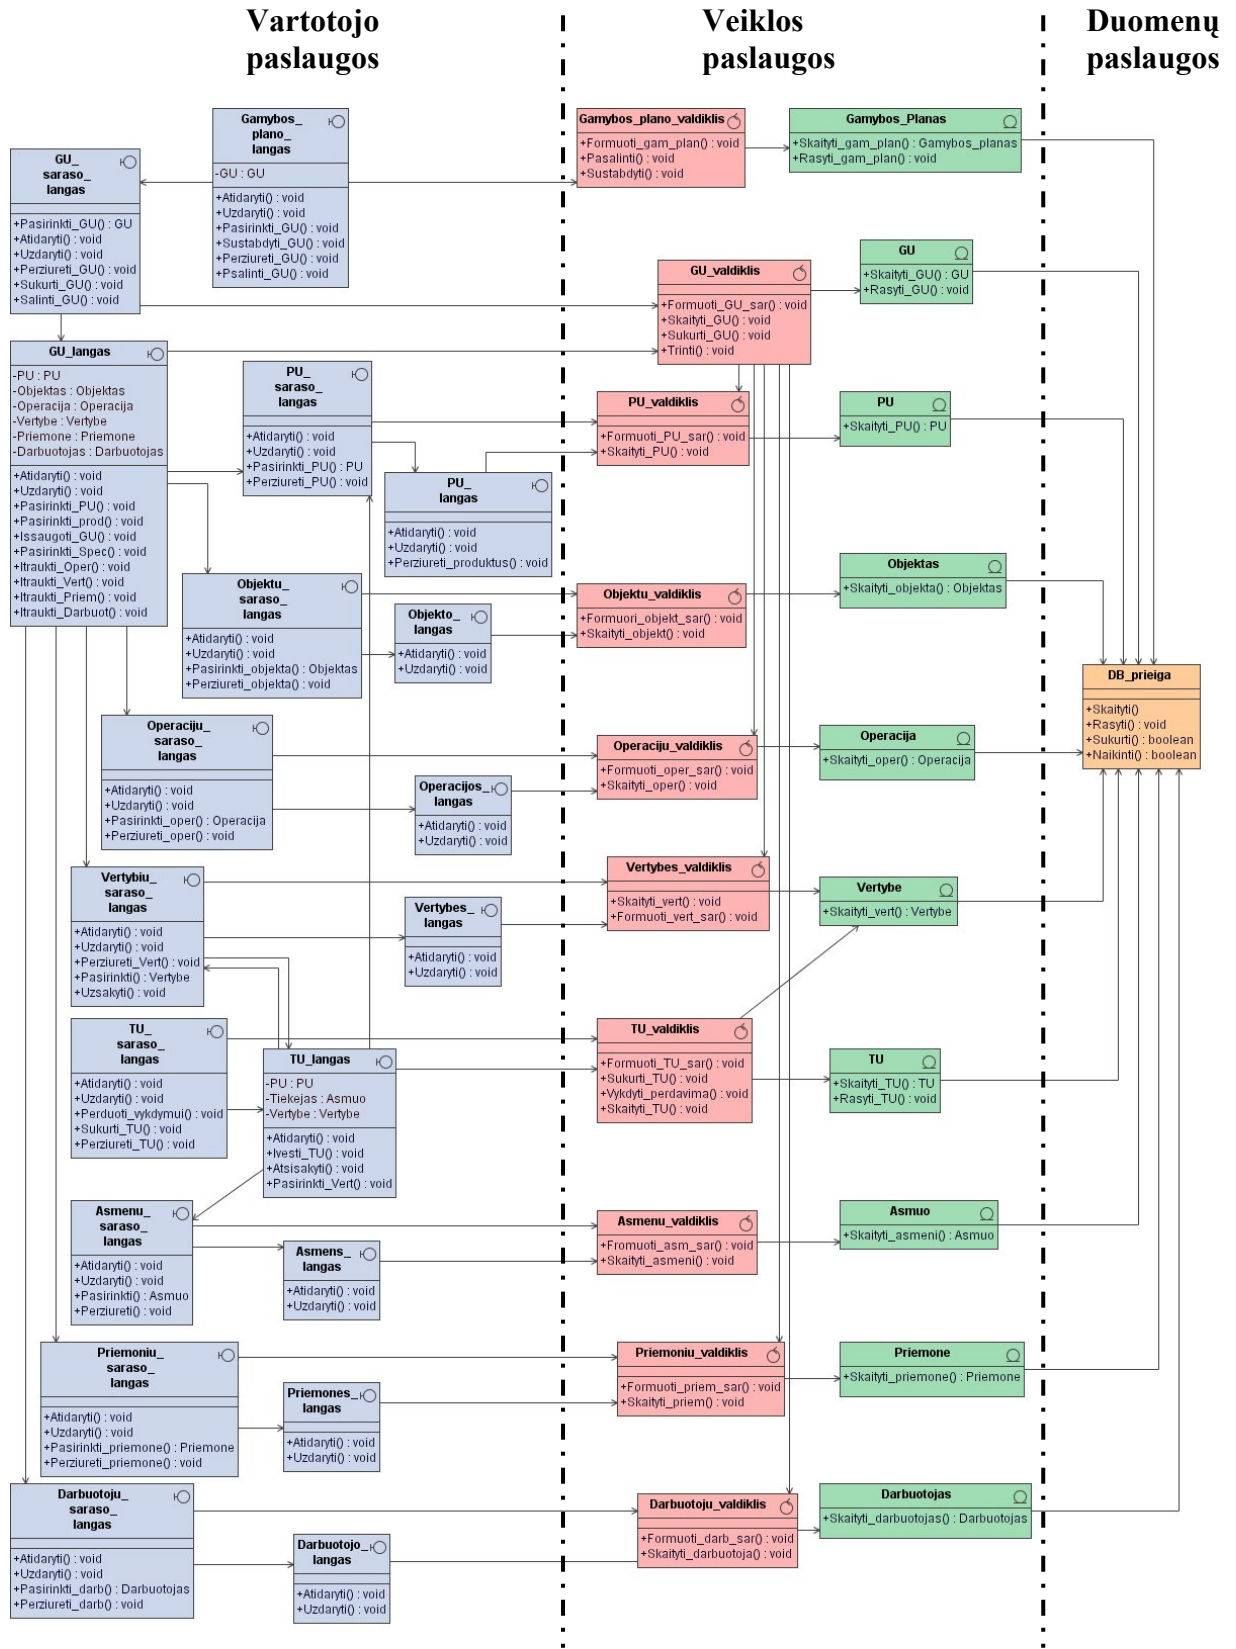 Vartotojo
paslaugos
Veiklos
paslaugos
Duomenų
paslaugos
Gamybos_
plano_
langas
-GU : GU
+Atidaryti() : void
+Uzdaryti() : void
+Pasirinkti_GU() : void
+Sustabdyti_GU() : void
+Perziureti_GU() : void
+Psalinti_GU() : void
Gamybos_plano_valdiklis
+Formuoti_gam_plan() : void
+Pasalinti() : void
+Sustabdyti() : void
Gamybos_Planas
+Skaityti_gam_plan() : Gamybos_planas
+Rasyti_gam_plan() : void
GU_
saraso_
langas
+Pasirinkti_GU() : GU
+Atidaryti() : void
+Uzdaryti() : void
+Perziureti_GU() : void
+Sukurti_GU() : void
+Salinti_GU() : void
GU_valdiklis
+Formuoti_GU_sar() : void
+Skaityti_GU() : void
+Sukurti_GU() : void
+Trinti() : void
GU
+Skaityti_GU() : GU
+Rasyti_GU() : void
GU_langas
-PU : PU
-Objektas : Objektas
-Operacija : Operacija
-Vertybe : Vertybe
-Priemone : Priemone
-Darbuotojas : Darbuotojas
+Atidaryti() : void
+Uzdaryti() : void
+Pasirinkti_PU() : void
+Pasirinkti_prod() : void
+Issaugoti_GU() : void
+Pasirinkti_Spec() : void
+Itraukti_Oper() : void
+Itraukti_Vert() : void
+Itraukti_Priem() : void
+Itraukti_Darbuot() : void
PU_
saraso_
langas
+Atidaryti() : void
+Uzdaryti() : void
+Pasirinkti_PU() : PU
+Perziureti_PU() : void
PU_valdiklis
+Formuoti_PU_sar() : void
+Skaityti_PU() : void
PU
+Skaityti_PU() : PU
PU_
langas
+Atidaryti() : void
+Uzdaryti() : void
+Perziureti_produktus() : void
Objektu_
saraso_
langas
+Atidaryti() : void
+Uzdaryti() : void
+Pasirinkti_objekta() : Objektas
+Perziureti_objekta() : void
Objekto_
langas
+Atidaryti() : void
+Uzdaryti() : void
Objektu_valdiklis
+Formuori_objekt_sar() : void
+Skaityti_objekt() : void
Objektas
+Skaityti_objekta() : Objektas
DB_prieiga
+Skaityti()
+Rasyti() : void
+Sukurti() : boolean
+Naikinti() : boolean
Operaciju_
saraso_
langas
+Atidaryti() : void
+Uzdaryti() : void
+Pasirinkti_oper() : Operacija
+Perziureti_oper() : void
Operacijos_
langas
+Atidaryti() : void
+Uzdaryti() : void
Operaciju_valdiklis
+Formuoti_oper_sar() : void
+Skaityti_oper() : void
Operacija
+Skaityti_oper() : Operacija
Vertybiu_
saraso_
langas
+Atidaryti() : void
+Uzdaryti() : void
+Perziureti_Vert() : void
+Pasirinkti() : Vertybe
+Uzsakyti() : void
Vertybes_
langas
+Atidaryti() : void
+Uzdaryti() : void
Vertybes_valdiklis
+Skaityti_vert() : void
+Formuoti_vert_sar() : void
Vertybe
+Skaityti_vert() : Vertybe
TU_
saraso_
langas
+Atidaryti() : void
+Uzdaryti() : void
+Perduoti_vykdymui() : void
+Sukurti_TU() : void
+Perziureti_TU() : void
TU_langas
-PU : PU
-Tiekejas : Asmuo
-Vertybe : Vertybe
+Atidaryti() : void
+Ivesti_TU() : void
+Atsisakyti() : void
+Pasirinkti_Vert() : void
TU_valdiklis
+Formuoti_TU_sar() : void
+Sukurti_TU() : void
+Vykdyti_perdavima() : void
+Skaityti_TU() : void
TU
+Skaityti_TU() : TU
+Rasyti_TU() : void
Asmenu_
saraso_
langas
+Atidaryti() : void
+Uzdaryti() : void
+Pasirinkti() : Asmuo
+Perziureti() : void
Asmens_
langas
+Atidaryti() : void
+Uzdaryti() : void
Asmenu_valdiklis
+Fromuoti_asm_sar() : void
+Skaityti_asmeni() : void
Asmuo
+Skaityti_asmeni() : Asmuo
Priemoniu_
saraso_
langas
+Atidaryti() : void
+Uzdaryti() : void
+Pasirinkti_priemone() : Priemone
+Perziureti_priemone() : void
Priemones_
langas
+Atidaryti() : void
+Uzdaryti() : void
Priemoniu_valdiklis
+Formuoti_priem_sar() : void
+Skaityti_priem() : void
Priemone
+Skaityti_priemone() : Priemone
Darbuotoju_
saraso_
langas
+Atidaryti() : void
+Uzdaryti() : void
+Pasirinkti_darb() : Darbuotojas
+Perziureti_darb() : void
Darbuotojo_
langas
+Atidaryti() : void
+Uzdaryti() : void
Darbuotoju_valdiklis
+Formuoti_darb_sar() : void
+Skaityti_darbuotoja() : void
Darbuotojas
+Skaityti_darbuotojas() : Darbuotojas